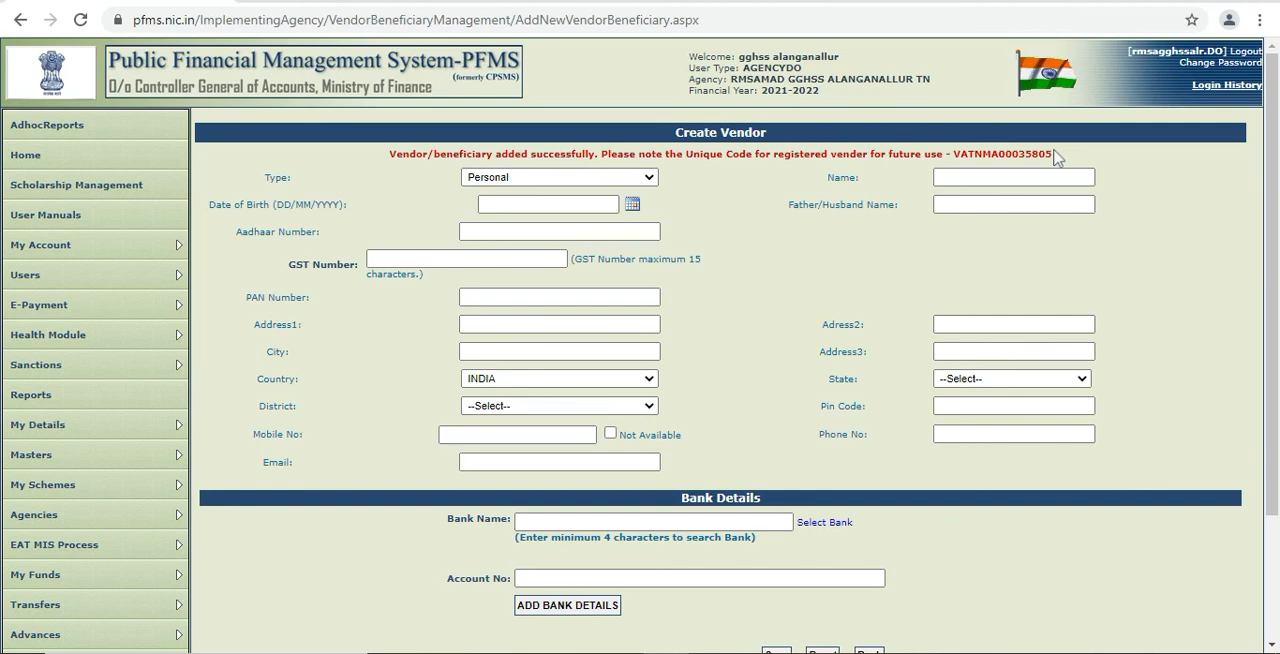 pfms.nic.in/ImplementingAgency/VendorBeneficiaryManagement/AddNewVendorBeneficiary.aspx
Public Financial Management System-PFMS
(formerly CPSMS)
O/o Controller General of Accounts, Ministry of Finance
Welcome: gghss alanganallur
User Type: AGENCYDO
Agency: RMSAMAD GGHSS ALANGANALLUR TN
Financial Year: 2021-2022
[rmsagghssalr.DO] Logout
Change Password
Login History
AdhocReports
Home
Scholarship Management
User Manuals
My Account
Users
E-Payment
Health Module
Sanctions
Reports
My Details
Masters
My Schemes
Agencies
EAT MIS Process
My Funds
Transfers
Advances
Create Vendor
Vendor/beneficiary added successfully. Please note the Unique Code for registered vender for future use - VATNMA00035805
Type: Personal Name:
Date of Birth (DD/MM/YYYY): Father/Husband Name:
Aadhaar Number:
GST Number: (GST Number maximum 15
characters.)
PAN Number:
Address1: Adress2:
City: Address3:
Country: INDIA State: --Select--
District: --Select-- Pin Code:
Mobile No: Not Available Phone No:
Email:
Bank Details
Bank Name: Select Bank
(Enter minimum 4 characters to search Bank)
Account No:
ADD BANK DETAILS